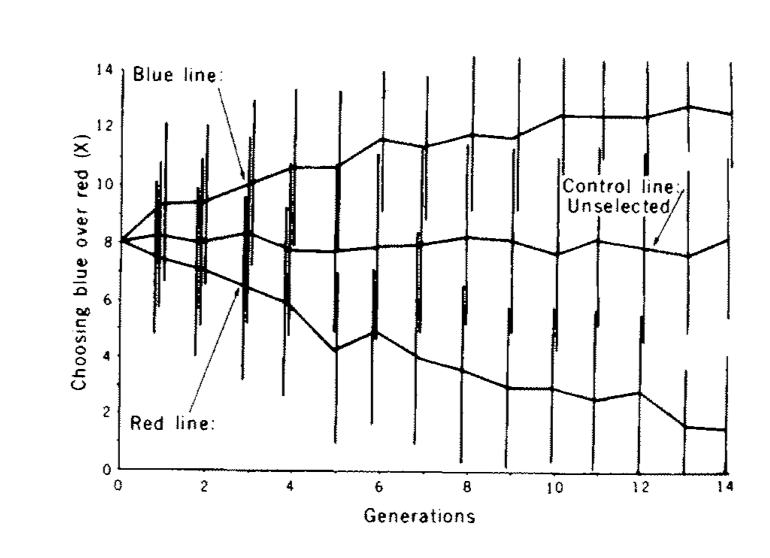 14
Blue line:
12
10
Control line:
Unselected
8
6
4
2
Red line:
0
0
2
4
6
8
10
12
14
Choosing blue over red (X)
Generations